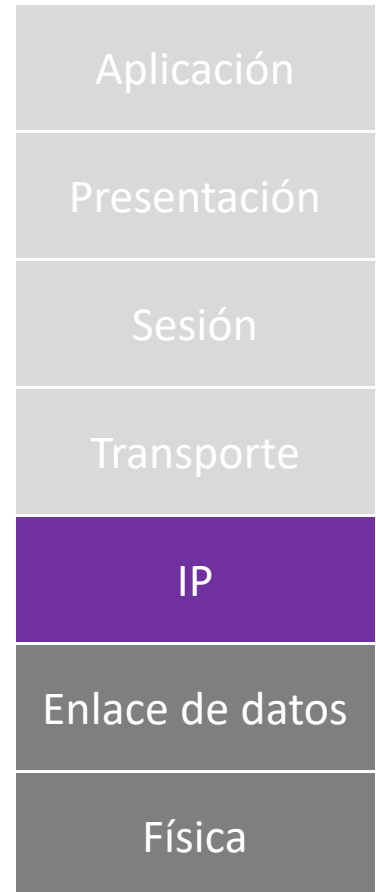 Aplicación
Presentación
Sesión
Transporte
IP
Enlace de datos
Física